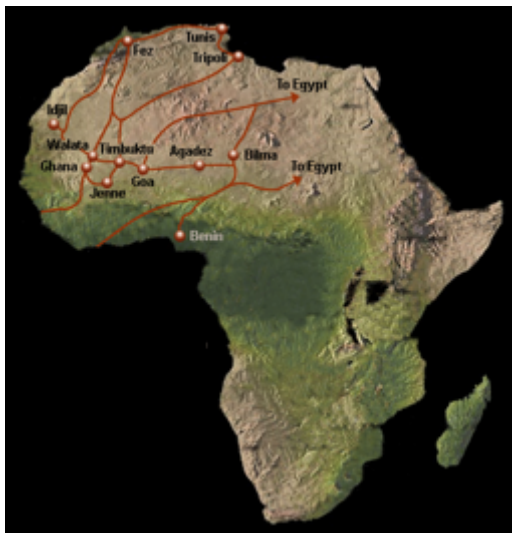 Tunis
Fez
Tripoli
To Egypt
Idjil
Walata
Timbuktu
Ghana
Agadez
Bilma
To Egypt
Goa
Jenne
Benin